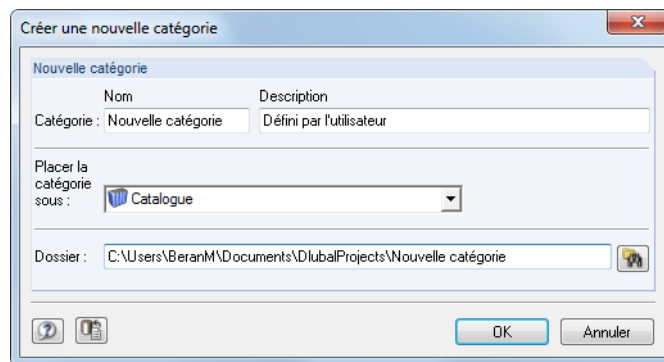 Créer une nouvelle catégorie
Nouvelle catégorie
Nom Description
Catégorie : Nouvelle catégorie Défini par l'utilisateur
Placer la
catégorie
sous : Catalogue
Dossier : C:\Users\BeranM\Documents\DlubalProjects\Nouvelle catégorie
OK Annuler